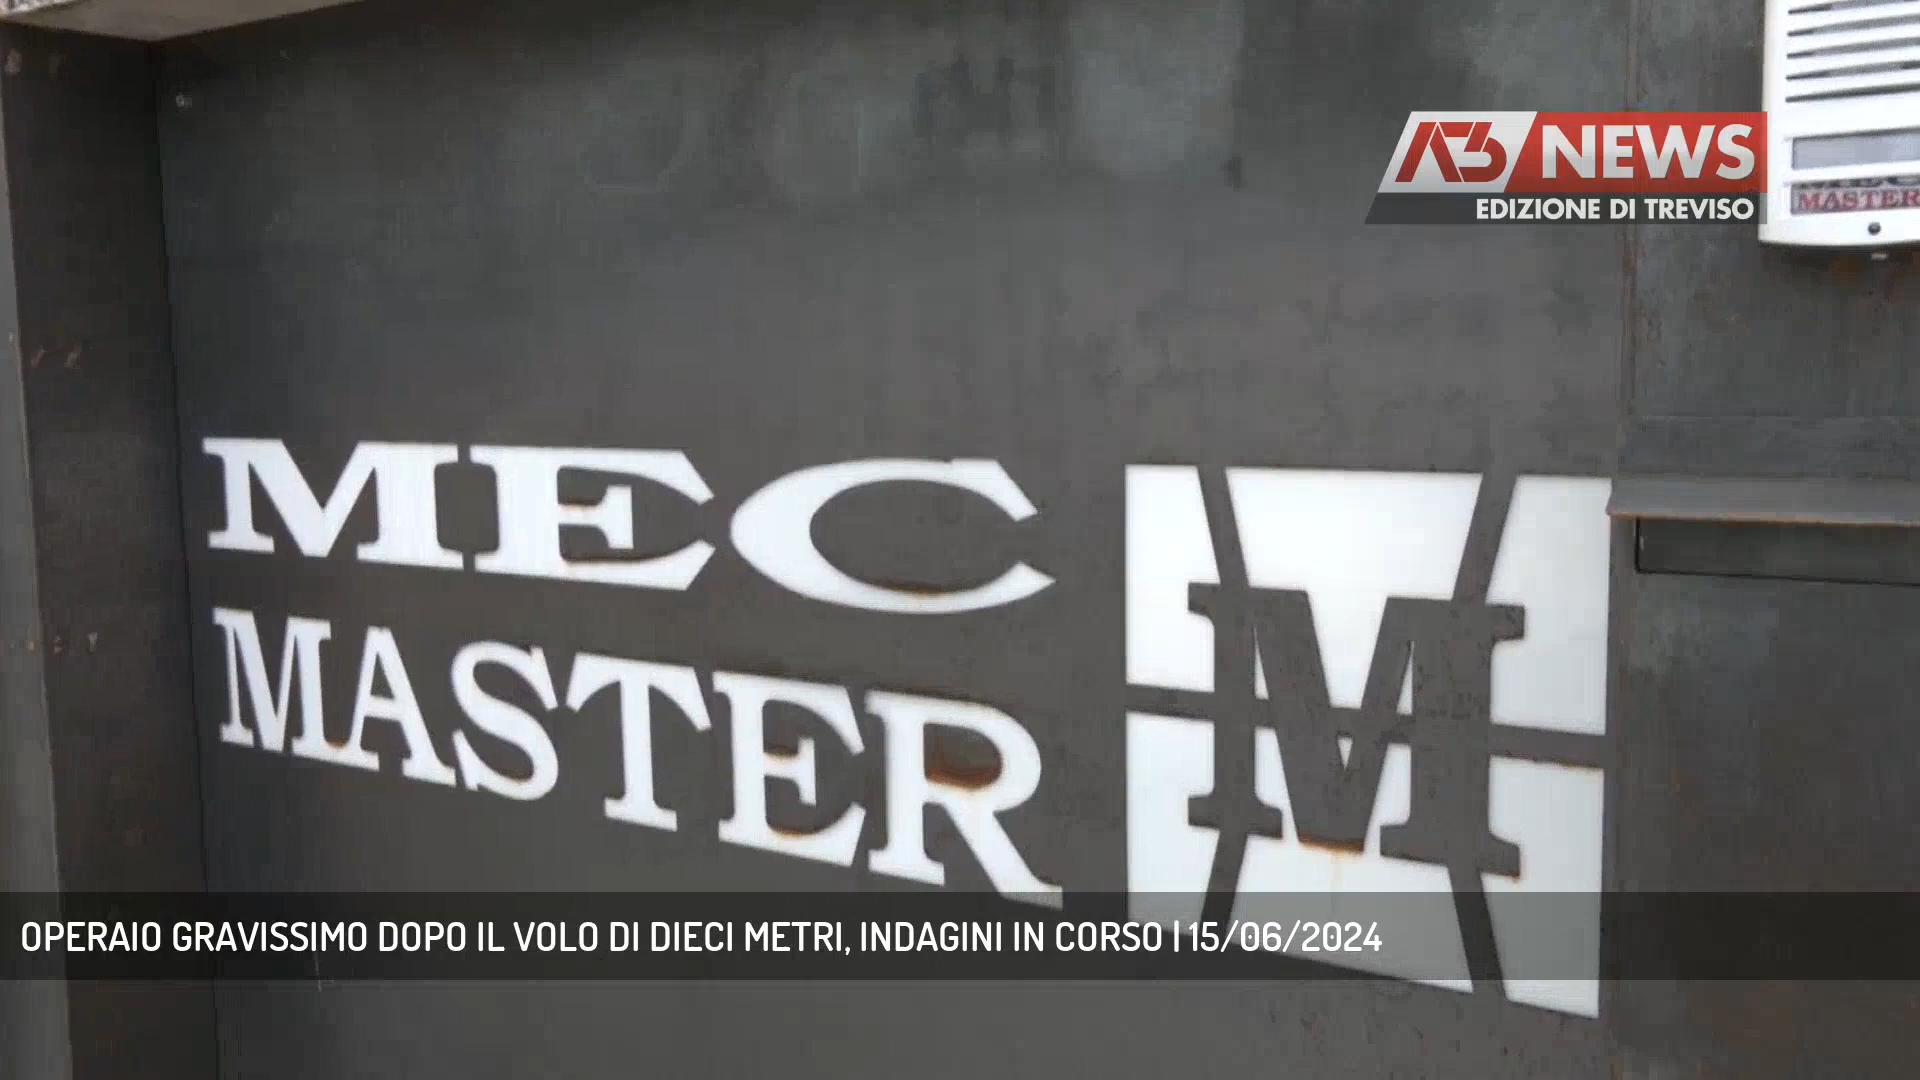 A3 NEWS
EDIZIONE DI TREVISO
MASTER
MEC
MASTER
M
OPERAIO GRAVISSIMO DOPO IL VOLO DI DIECI METRI, INDAGINI IN CORSO | 15/06/2024